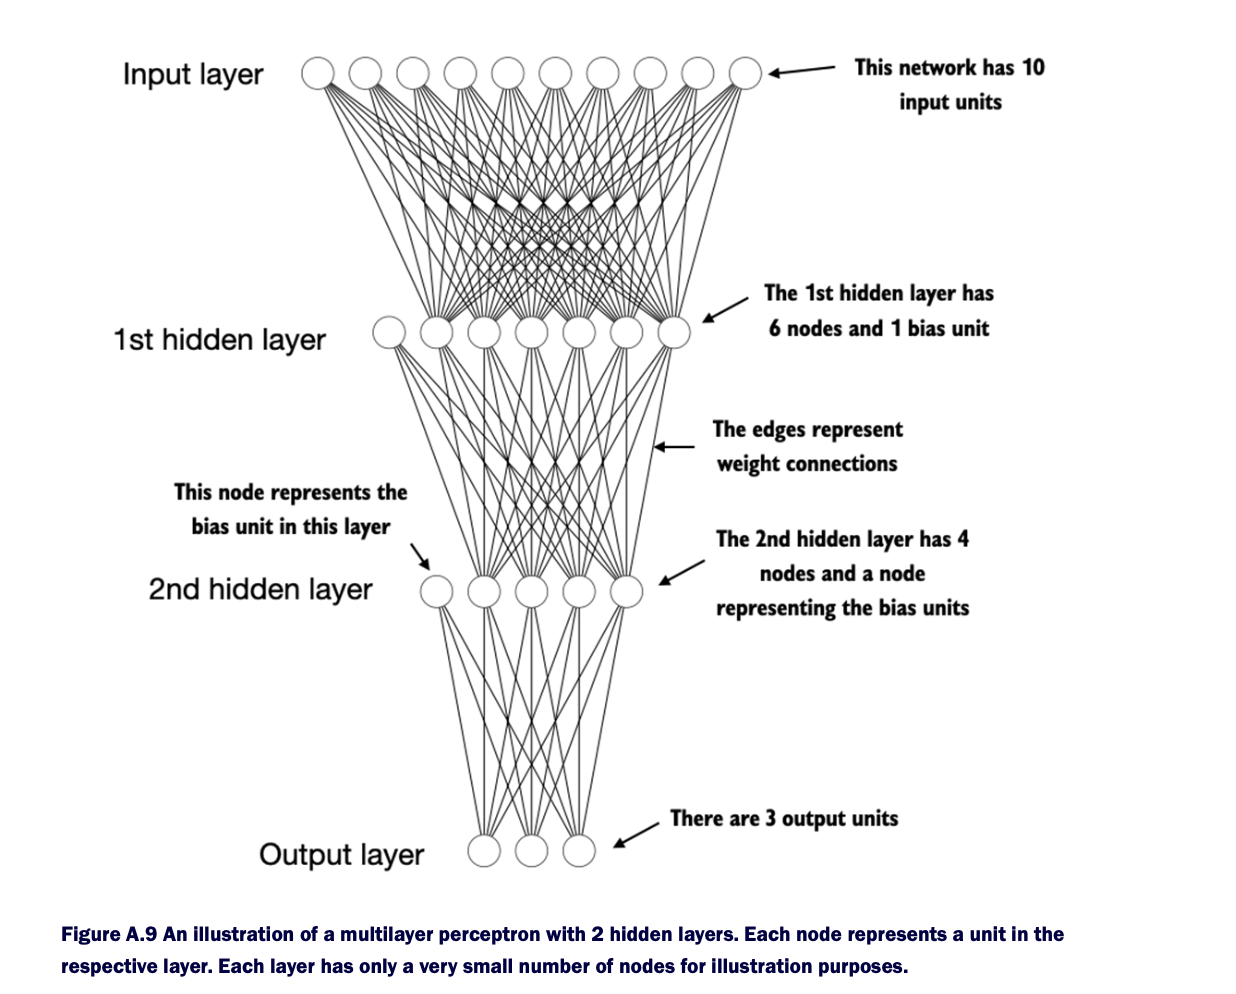 Input layer
This network has 10
input units
The 1st hidden layer has
6 nodes and 1 bias unit
1st hidden layer
The edges represent
weight connections
This node represents the
bias unit in this layer
The 2nd hidden layer has 4
nodes and a node
representing the bias units
2nd hidden layer
There are 3 output units
Output layer
Figure A.9 An illustration of a multilayer perceptron with 2 hidden layers. Each node represents a unit in the
respective layer. Each layer has only a very small number of nodes for illustration purposes.